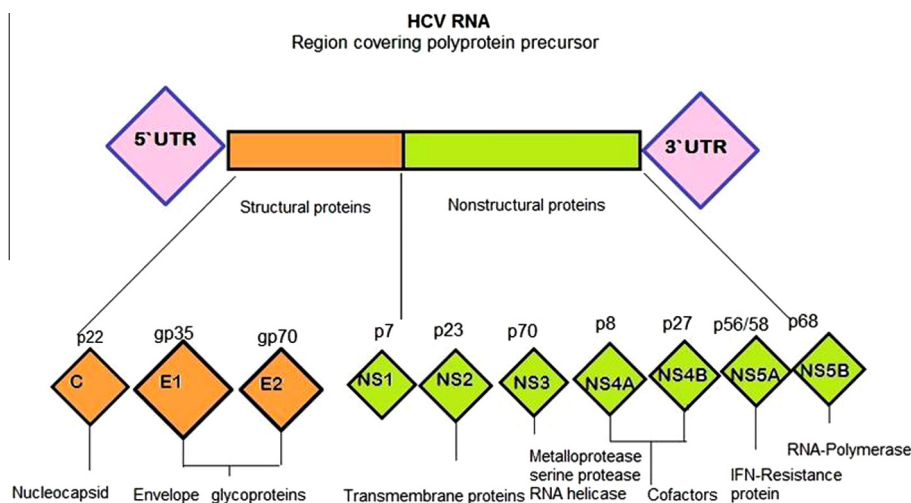 HCV RNA
Region covering polyprotein precursor
5`UTR
3`UTR
Structural proteins
Nonstructural proteins
p22
gp35
gp70
p7
p23
p70
p8
p27
p56/58
p68
C
E1
E2
NS1
NS2
NS3
NS4A
NS4B
NS5A
NS5B
Nucleocapsid
Envelope glycoproteins
Transmembrane proteins
Metalloprotease
serine protease
RNA helicase
Cofactors
IFN-Resistance
protein
RNA-Polymerase